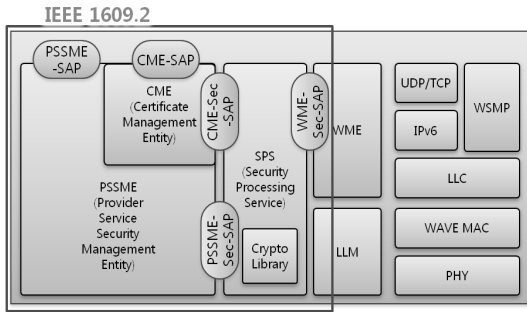 IEEE 1609.2
PSSME
-SAP
CME-SAP
CME
(Certificate
Management
Entity)
CME-Sec
-SAP
WME-
Sec-SAP
WME
UDP/TCP
WSMP
IPv6
SPS
(Security
Processing
Service)
LLC
PSSME
(Provider
Service
Security
Management
Entity)
PSSME-
Sec-SAP
Crypto
Library
LLM
WAVE MAC
PHY